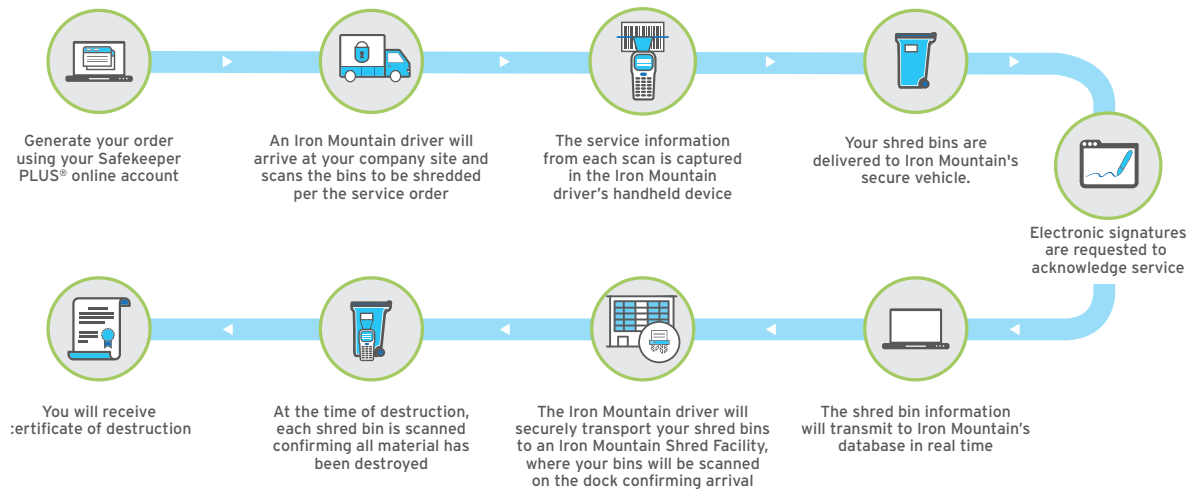 Generate your order
using your Safekeeper
PLUS® online account
An Iron Mountain driver will
arrive at your company site and
scans the bins to be shredded
per the service order
The service information
from each scan is captured
in the Iron Mountain
driver's handheld device
Your shred bins are
delivered to Iron Mountain's
secure vehicle.
Electronic signatures
are requested to
acknowledge service
The shred bin information
will transmit to Iron Mountain's
database in real time
The Iron Mountain driver will
securely transport your shred bins
to an Iron Mountain Shred Facility,
where your bins will be scanned
on the dock confirming arrival
At the time of destruction,
each shred bin is scanned
confirming all material has
been destroyed
You will receive
certificate of destruction